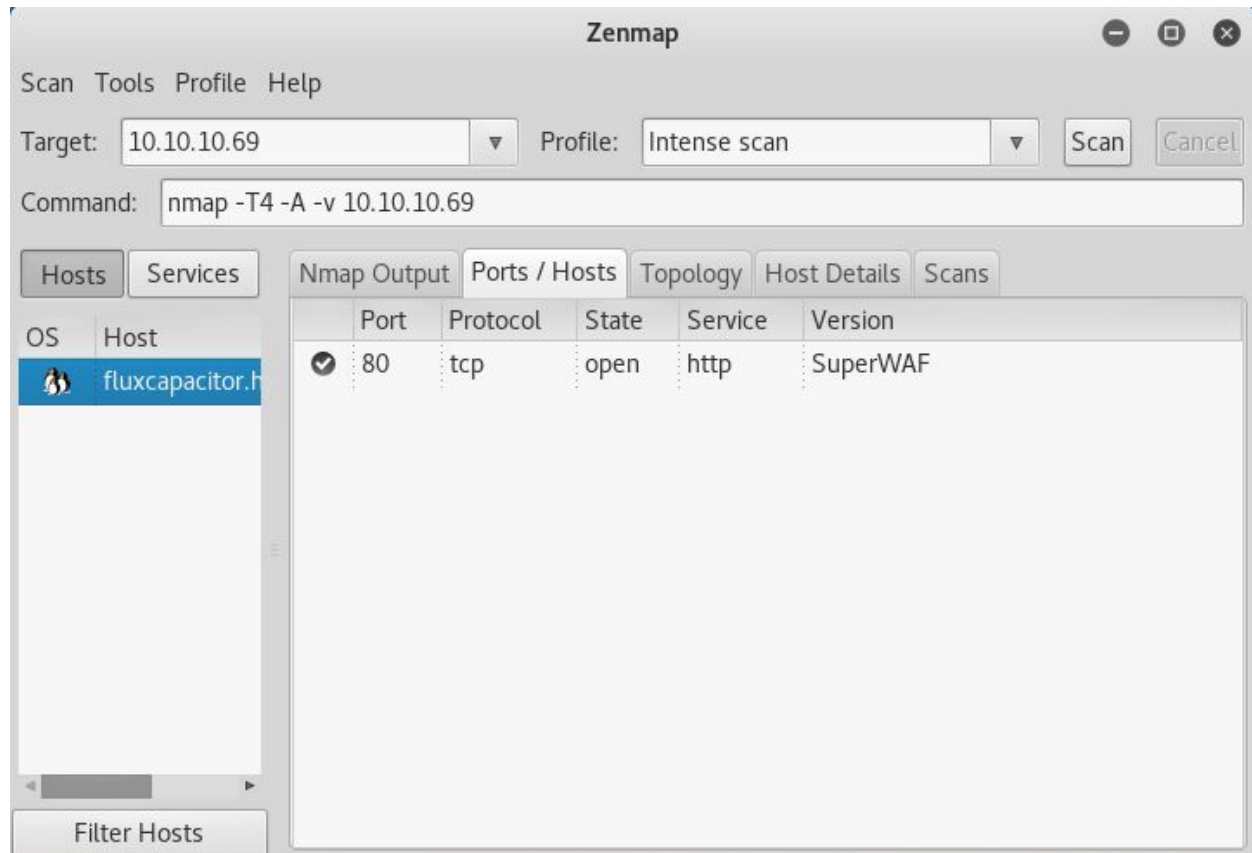 Zenmap
Scan Tools Profile Help
Target: 10.10.10.69 Profile: Intense scan Scan Cancel
Command: nmap -T4 -A -v 10.10.10.69
Hosts Services
OS Host
fluxcapacitor.h
Filter Hosts
Nmap Output Ports / Hosts Topology Host Details Scans
Port Protocol State Service Version
80 tcp open http SuperWAF